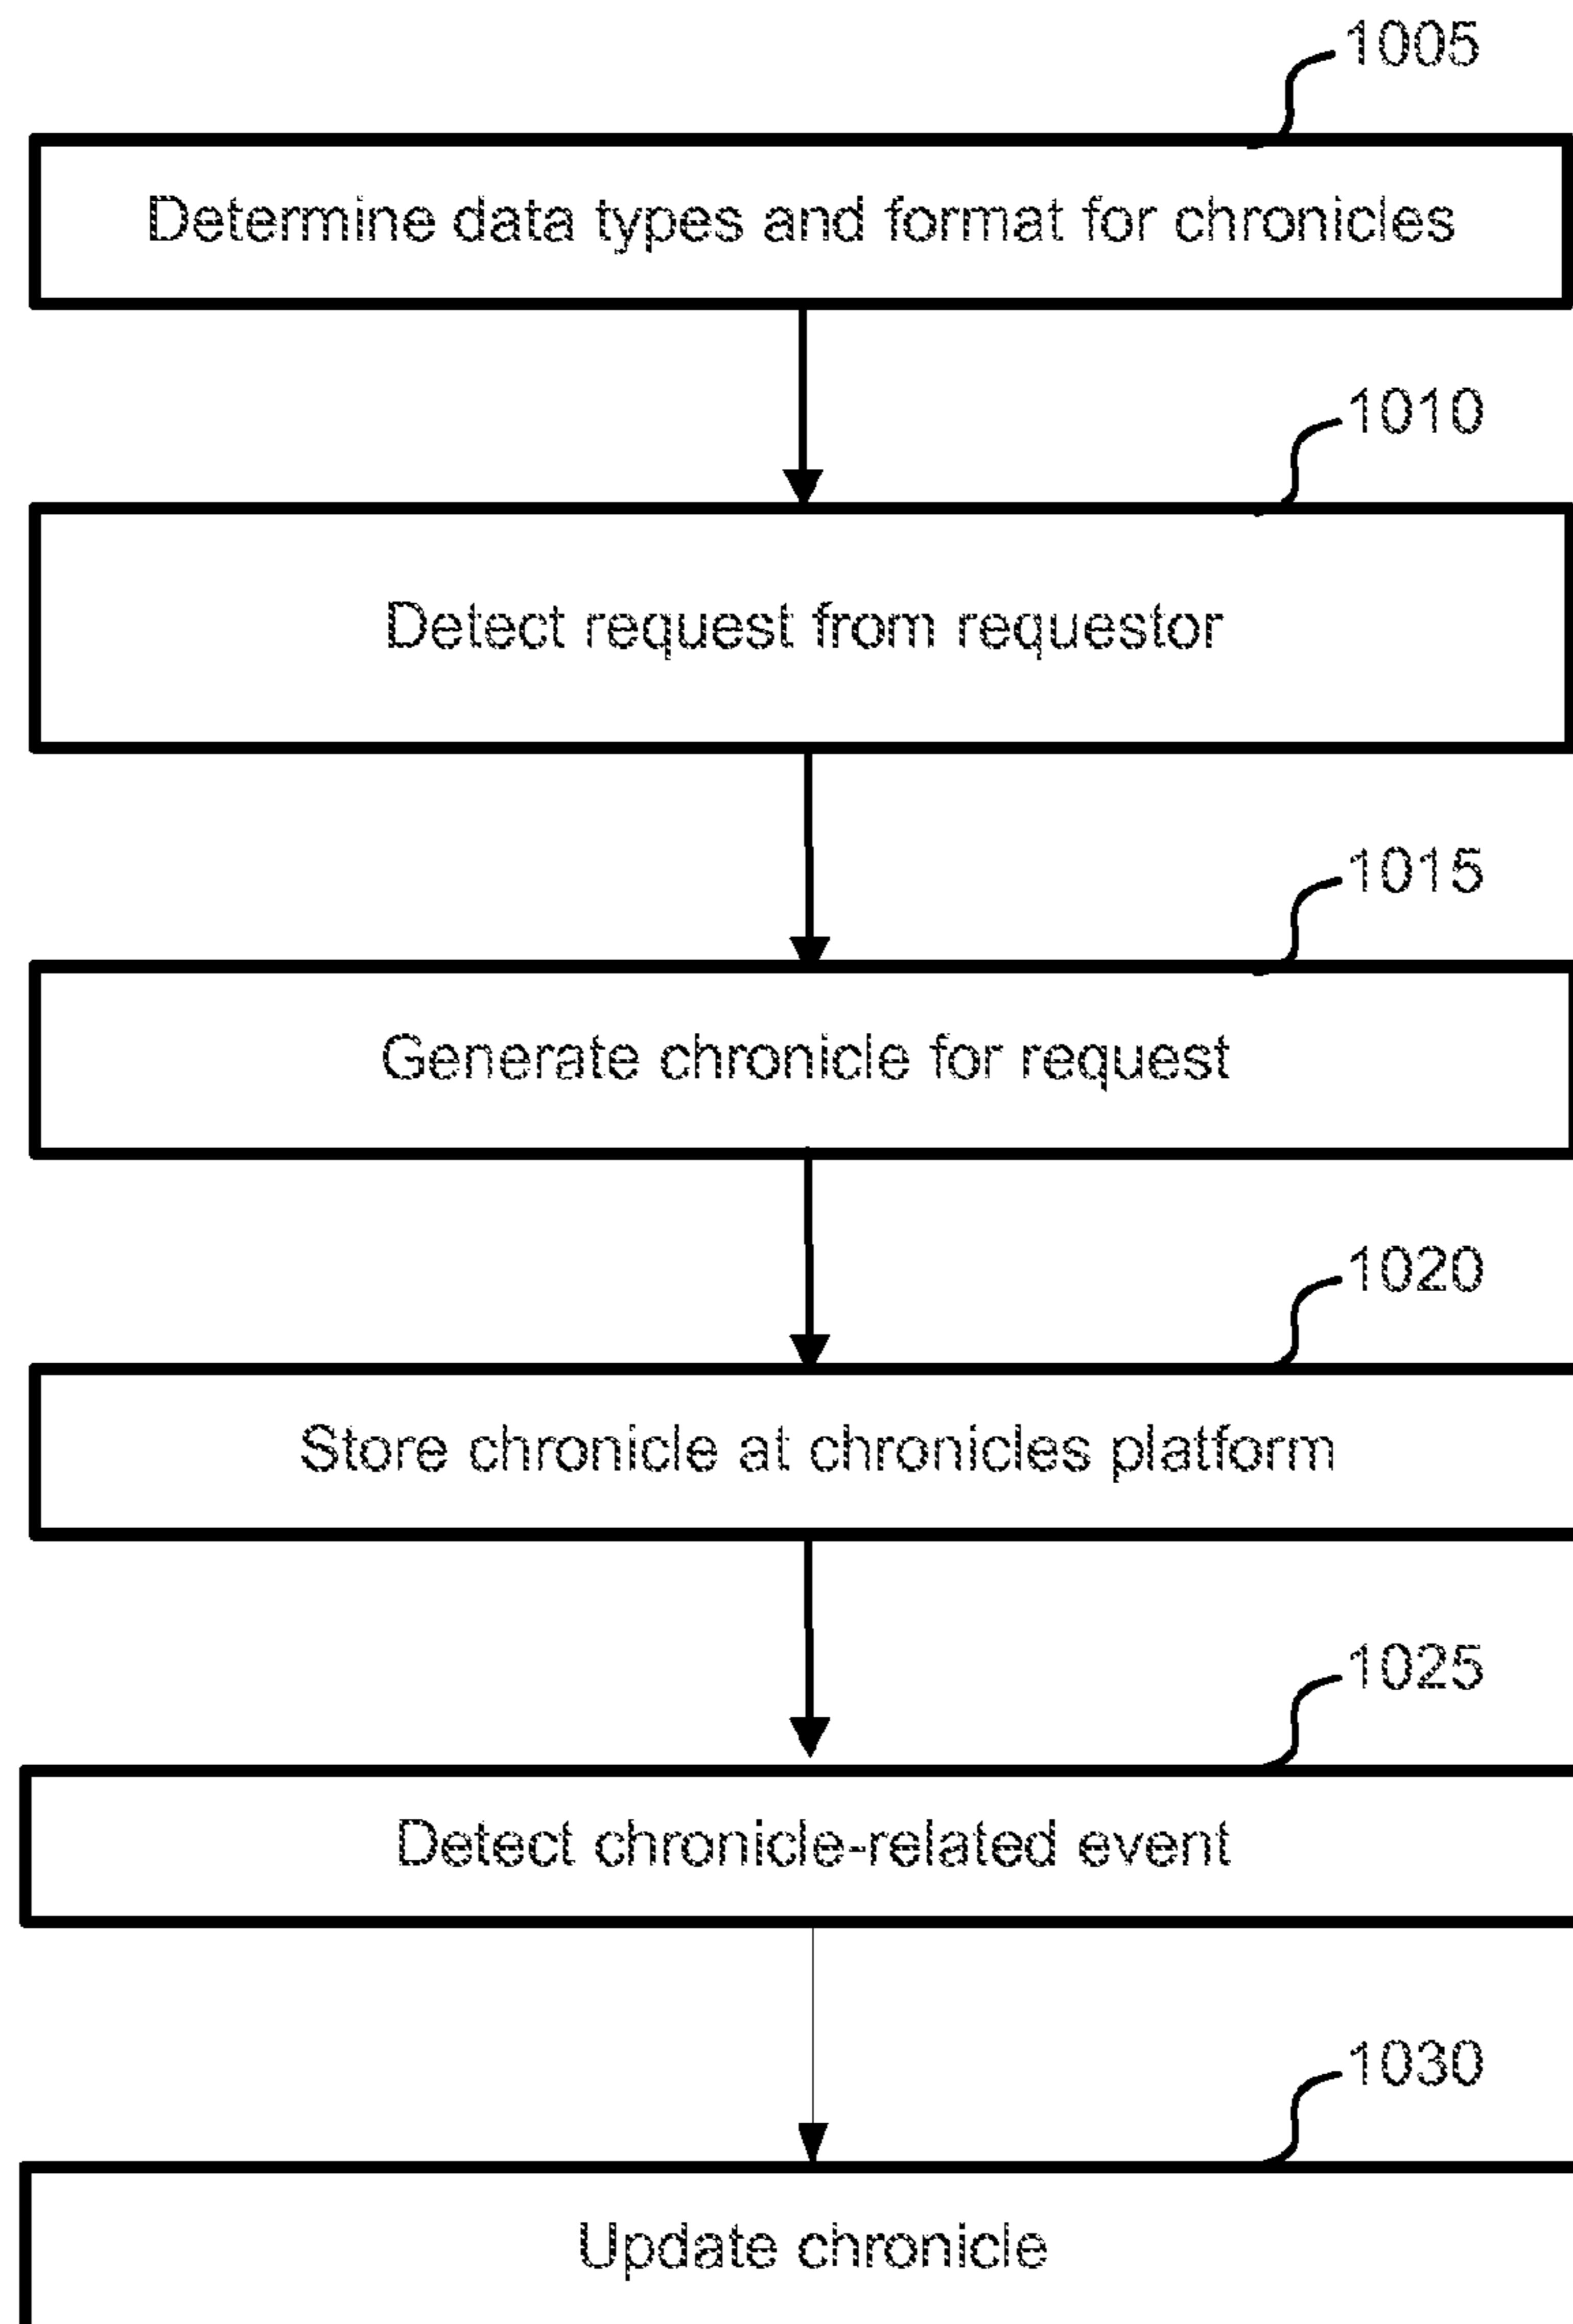 1005
Determine data types and format for chronicles
1010
Detect request from requestor
1015
Generate chronicle for request
1020
Store chronicle at chronicles platform
1025
Detect chronicle-related event
1030
Update chronicle